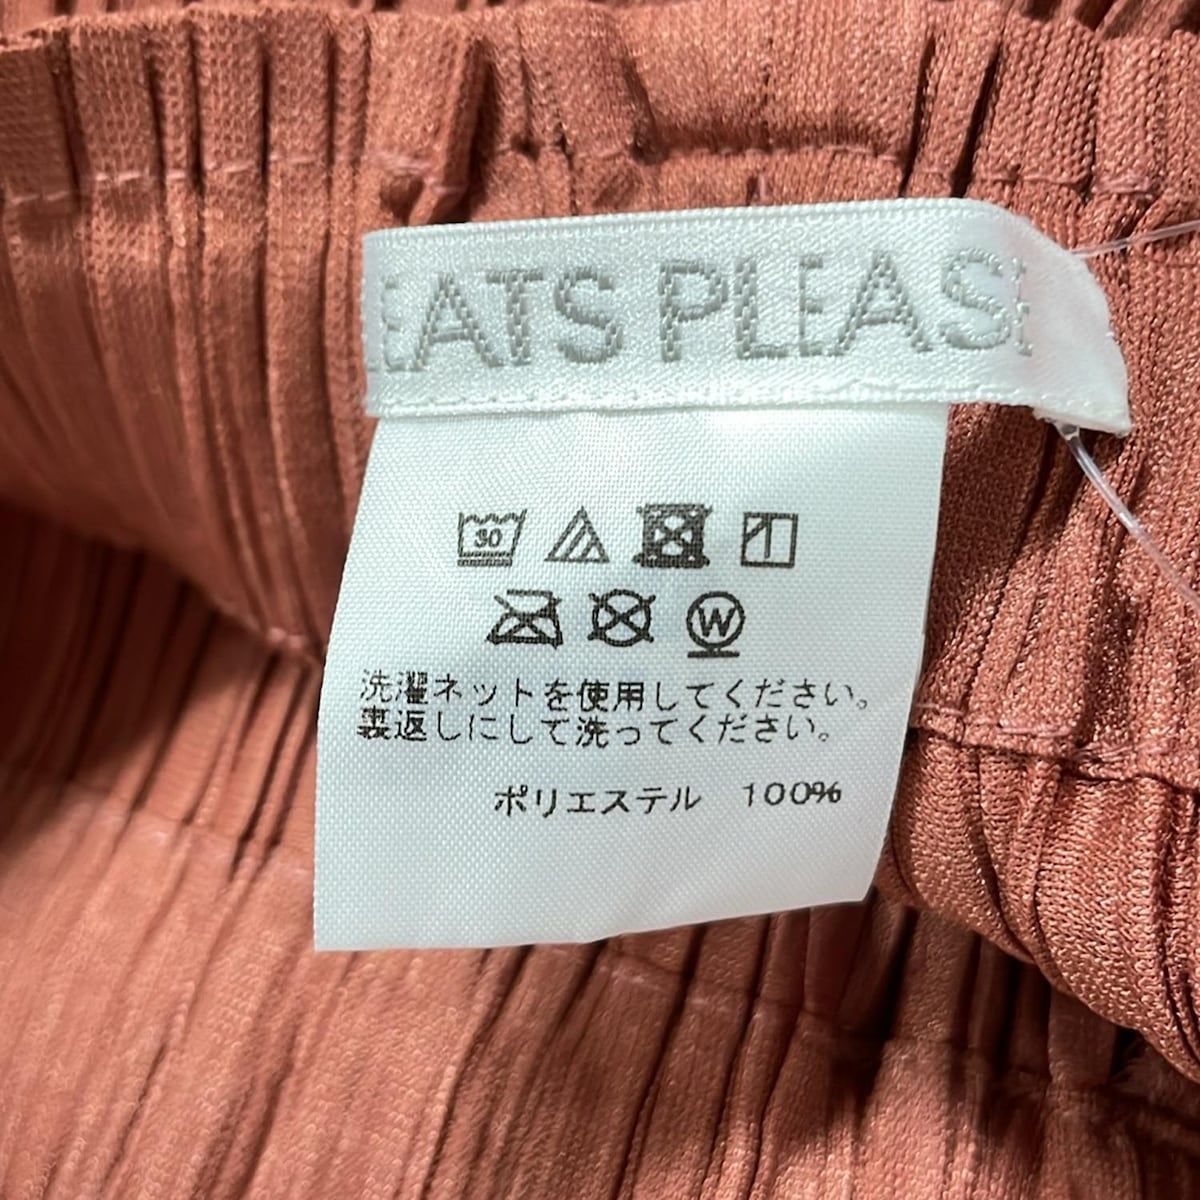 EATS PLEASE
30
W
洗濯ネットを使用してください。
裏返しにして洗ってください。
ポリエステル 100%